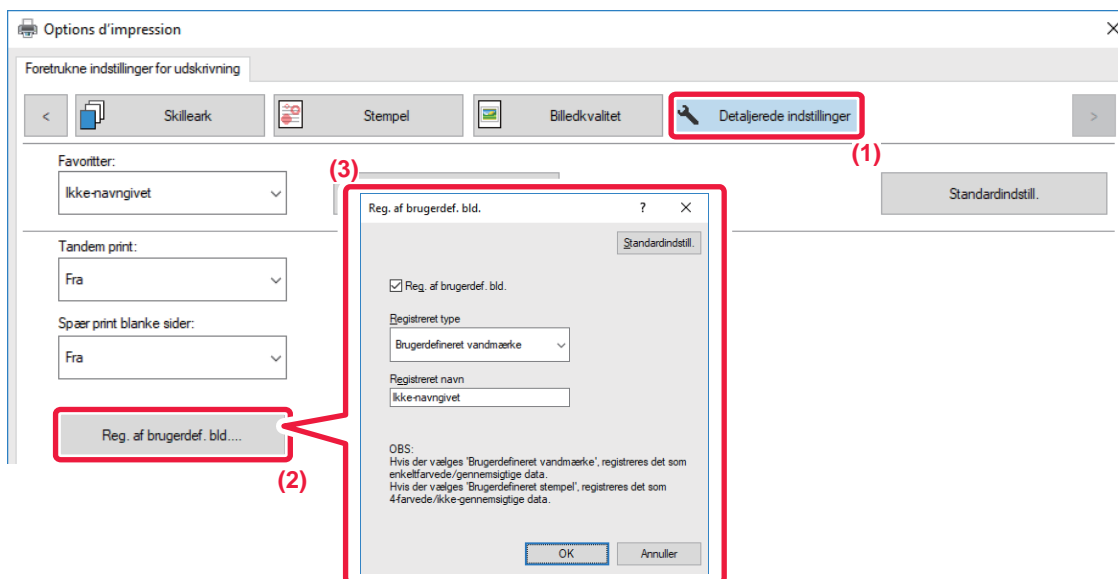 Options d'impression
Foretrukne indstillinger for udskrivning
<
Skilleark
Stempel
Billedkvalitet
Detaljerede indstillinger
>
(1)
Favoritter:
(3)
Ikke-navngivet
Standardindstill.
Reg. af brugerdef. bld.
?
Standardindstill.
Tandem print:
Fra
Reg. af brugerdef. bld.
Spær print blanke sider:
Registreret type
Fra
Brugerdefineret vandmærke
Registreret navn
Ikke-navngivet
Reg. af brugerdef. bld....
(2)
OBS:
Hvis der vælges 'Brugerdefineret vandmærke', registreres det som
enkeltfarvede/gennemsigtige data.
Hvis der vælges 'Brugerdefineret stempel', registreres det som
4-farvede/ikke-gennemsigtige data.
OK
Annuller